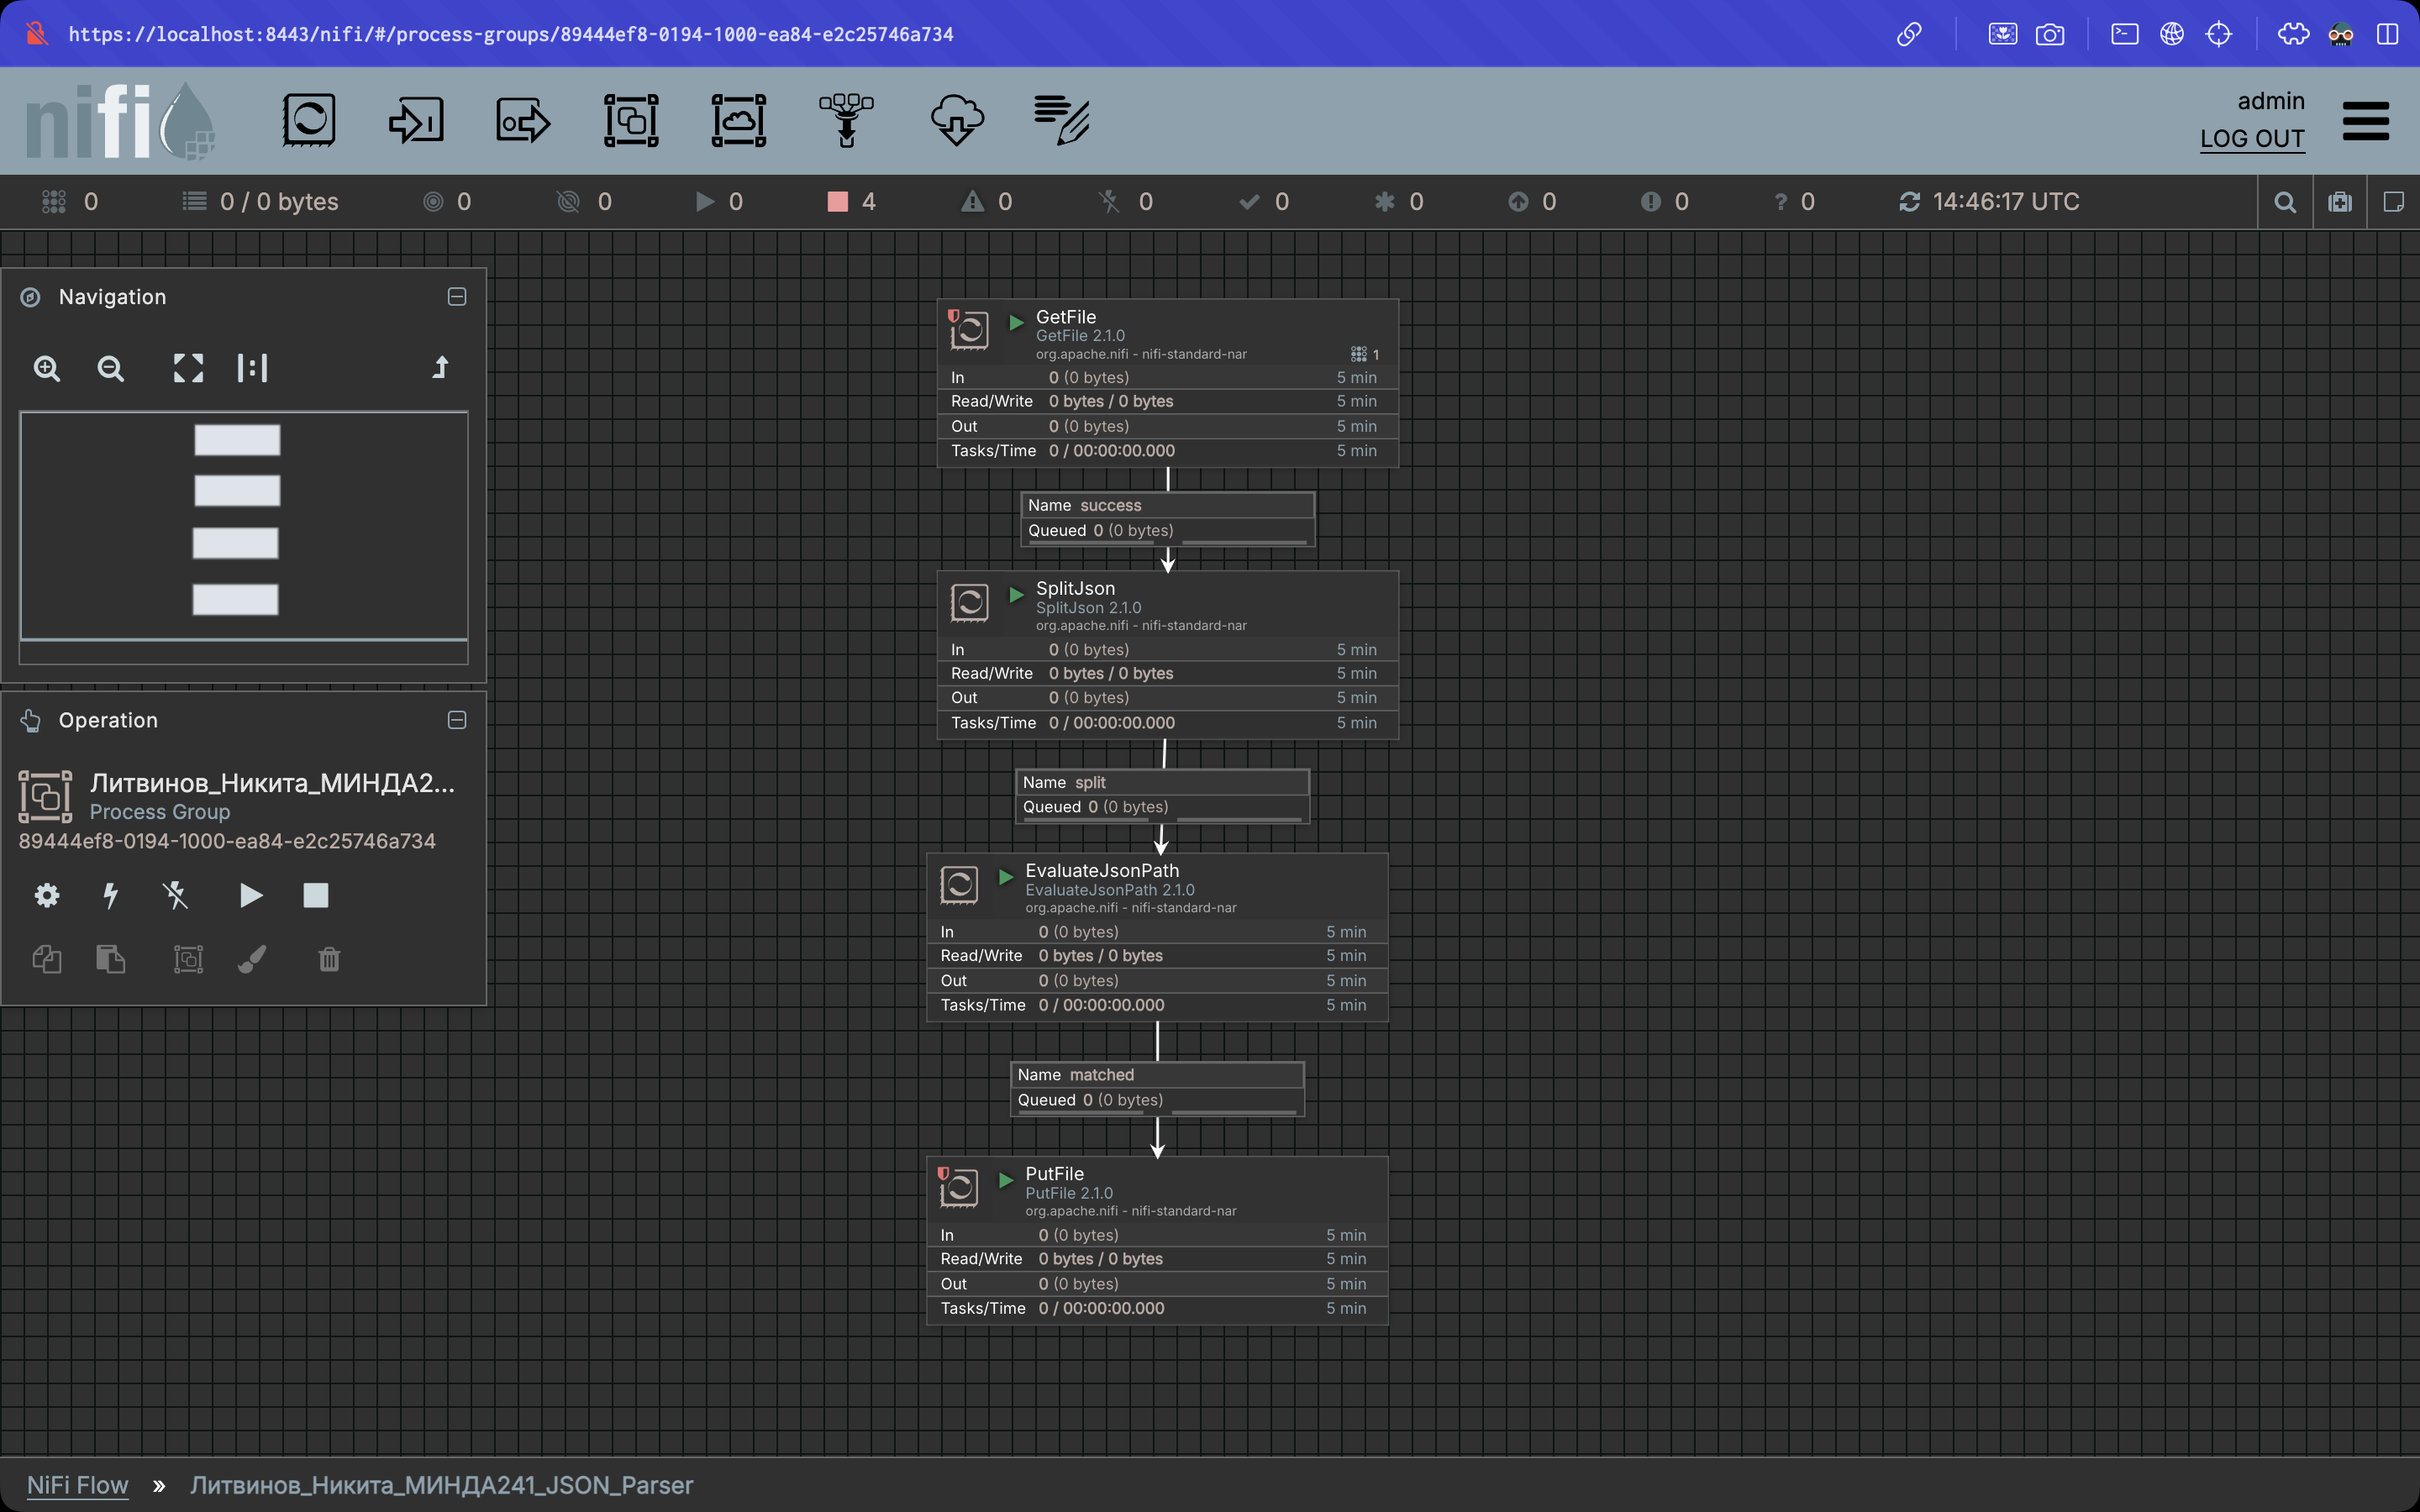 https://localhost:8443/nifi/#/process-groups/89444ef8-0194-1000-ea84-e2c25746a734
nifi
admin
LOG OUT
0 0 / 0 bytes 0 0 0 4 0 0 0 0 0 0 0 14:46:17 UTC
Navigation
Operation
Литвинов_Никита_МИНДА2...
Process Group
89444ef8-0194-1000-ea84-e2c25746a734
GetFile
GetFile 2.1.0
org.apache.nifi - nifi-standard-nar
1
In 0 (0 bytes) 5 min
Read/Write 0 bytes / 0 bytes 5 min
Out 0 (0 bytes) 5 min
Tasks/Time 0 / 00:00:00.000 5 min
Name success
Queued 0 (0 bytes)
SplitJson
SplitJson 2.1.0
org.apache.nifi - nifi-standard-nar
In 0 (0 bytes) 5 min
Read/Write 0 bytes / 0 bytes 5 min
Out 0 (0 bytes) 5 min
Tasks/Time 0 / 00:00:00.000 5 min
Name split
Queued 0 (0 bytes)
EvaluateJsonPath
EvaluateJsonPath 2.1.0
org.apache.nifi - nifi-standard-nar
In 0 (0 bytes) 5 min
Read/Write 0 bytes / 0 bytes 5 min
Out 0 (0 bytes) 5 min
Tasks/Time 0 / 00:00:00.000 5 min
Name matched
Queued 0 (0 bytes)
PutFile
PutFile 2.1.0
org.apache.nifi - nifi-standard-nar
In 0 (0 bytes) 5 min
Read/Write 0 bytes / 0 bytes 5 min
Out 0 (0 bytes) 5 min
Tasks/Time 0 / 00:00:00.000 5 min
NiFi Flow » Литвинов_Никита_МИНДА241_JSON_Parser